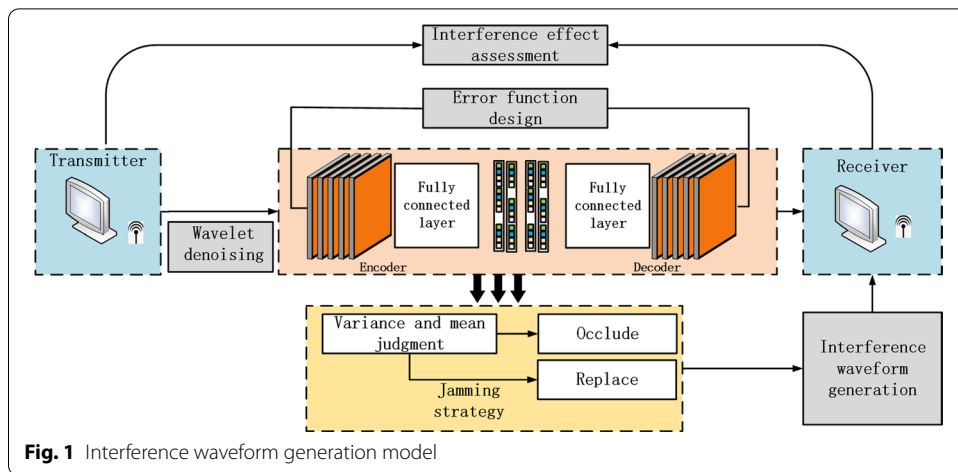 Interference effect
assessment
Error function
design
Transmitter
Wavelet
denoising
Fully
connected
layer
Encoder
Fully
connected
layer
Decoder
Receiver
Variance and mean
judgment
Occlude
Replace
Jamming
strategy
Interference
waveform
generation
Fig. 1 Interference waveform generation model